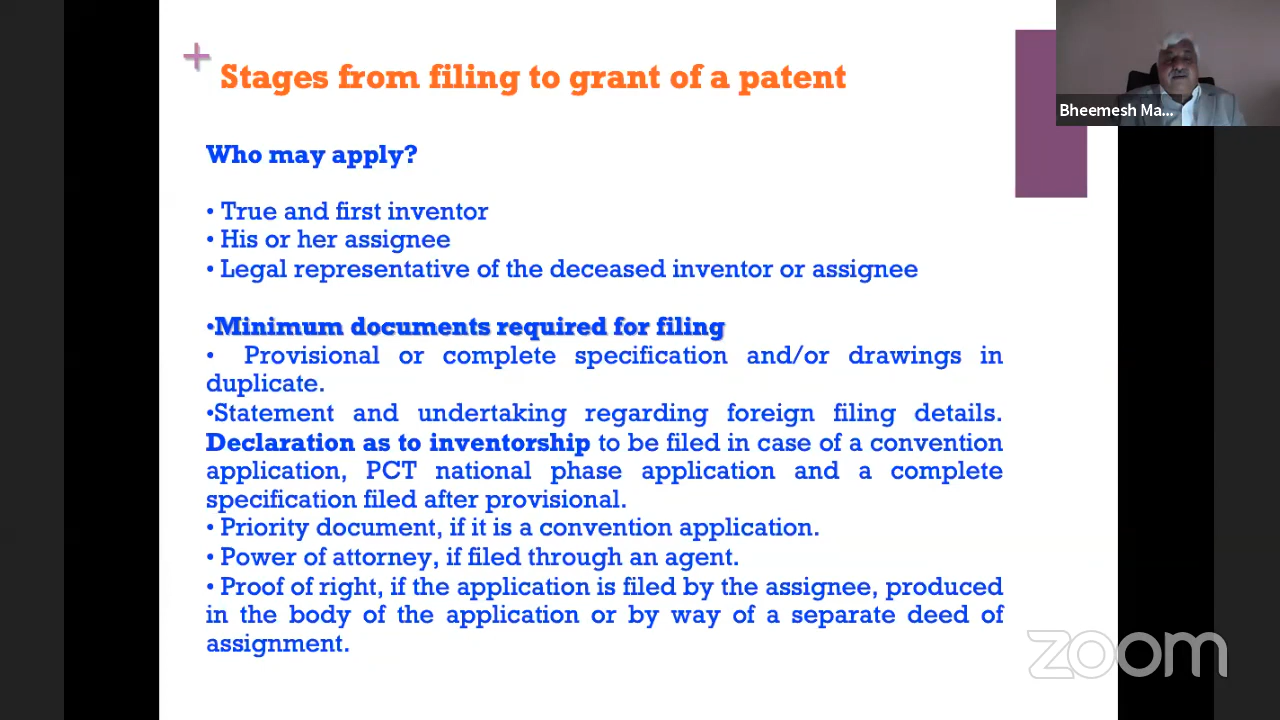 + Stages from filing to grant of a patent
Bheemesh Ma...
Who may apply?
• True and first inventor
• His or her assignee
• Legal representative of the deceased inventor or assignee
•Minimum documents required for filing
• Provisional or complete specification and/or drawings in
duplicate.
•Statement and undertaking regarding foreign filing details.
Declaration as to inventorship to be filed in case of a convention
application, PCT national phase application and a complete
specification filed after provisional.
• Priority document, if it is a convention application.
• Power of attorney, if filed through an agent.
• Proof of right, if the application is filed by the assignee, produced
in the body of the application or by way of a separate deed of
assignment.
zoom